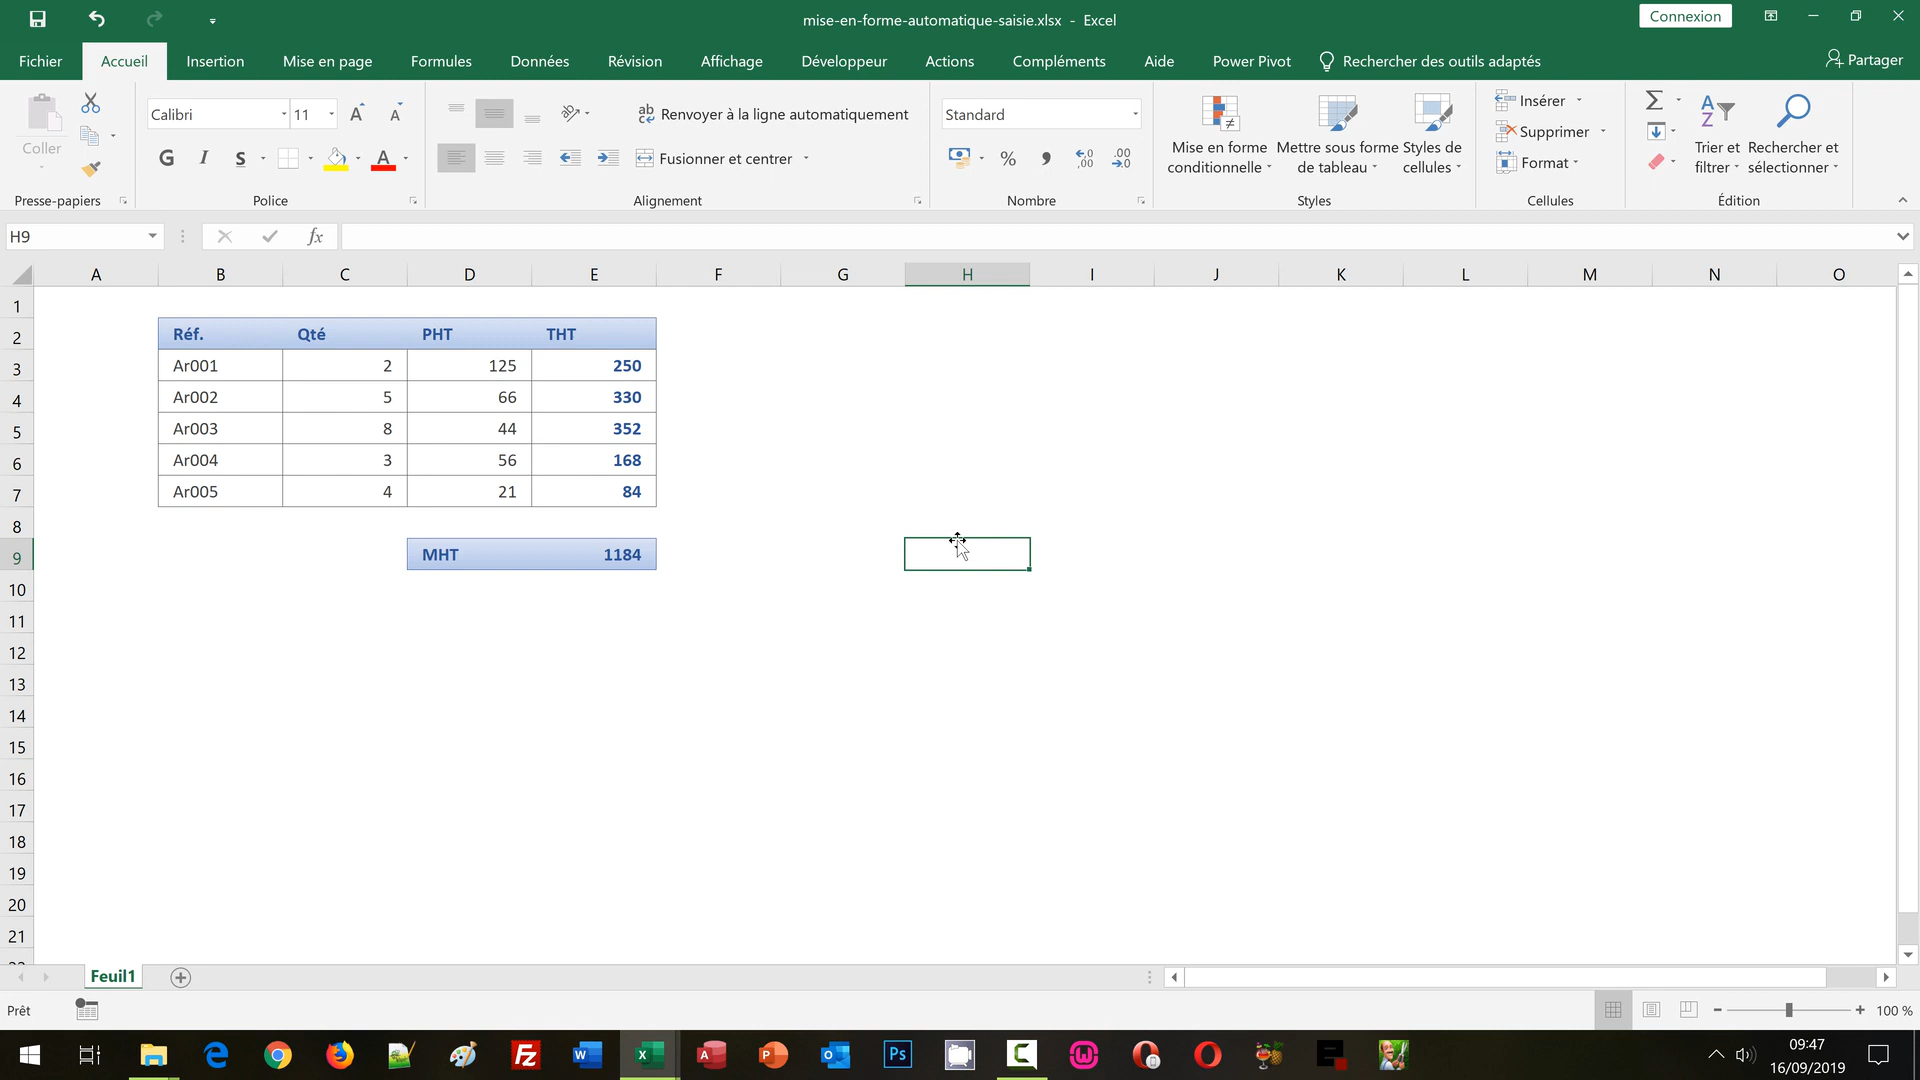 mise-en-forme-automatique-saisie.xlsx - Excel
Connexion
Fichier Accueil Insertion Mise en page Formules Données Révision Affichage Développeur Actions Compléments Aide Power Pivot Rechercher des outils adaptés Partager
Coller
Presse-papiers
Calibri 11
G I S A
Police
Renvoyer à la ligne automatiquement
Fusionner et centrer
Alignement
Standard
%
Nombre
Mise en forme conditionnelle
Mettre sous forme de tableau
Styles de cellules
Styles
Insérer
Supprimer
Format
Cellules
Trier et filtrer
Rechercher et sélectionner
Édition
H9
fx
A B C D E F G H I J K L M N O
1
2 Réf. Qté PHT THT
3 Ar001 2 125 250
4 Ar002 5 66 330
5 Ar003 8 44 352
6 Ar004 3 56 168
7 Ar005 4 21 84
8
9 MHT 1184
10
11
12
13
14
15
16
17
18
19
20
21
Feuil1
Prêt
100 %
09:47
16/09/2019